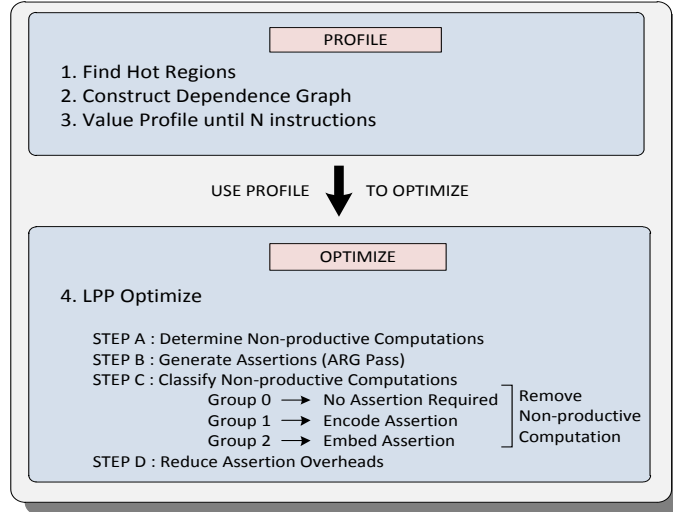 PROFILE
1. Find Hot Regions
2. Construct Dependence Graph
3. Value Profile until N instructions
USE PROFILE TO OPTIMIZE
OPTIMIZE
4. LPP Optimize
STEP A : Determine Non-productive Computations
STEP B : Generate Assertions (ARG Pass)
STEP C : Classify Non-productive Computations
Group 0 → No Assertion Required
Group 1 → Encode Assertion
Group 2 → Embed Assertion
Remove
Non-productive
Computation
STEP D : Reduce Assertion Overheads